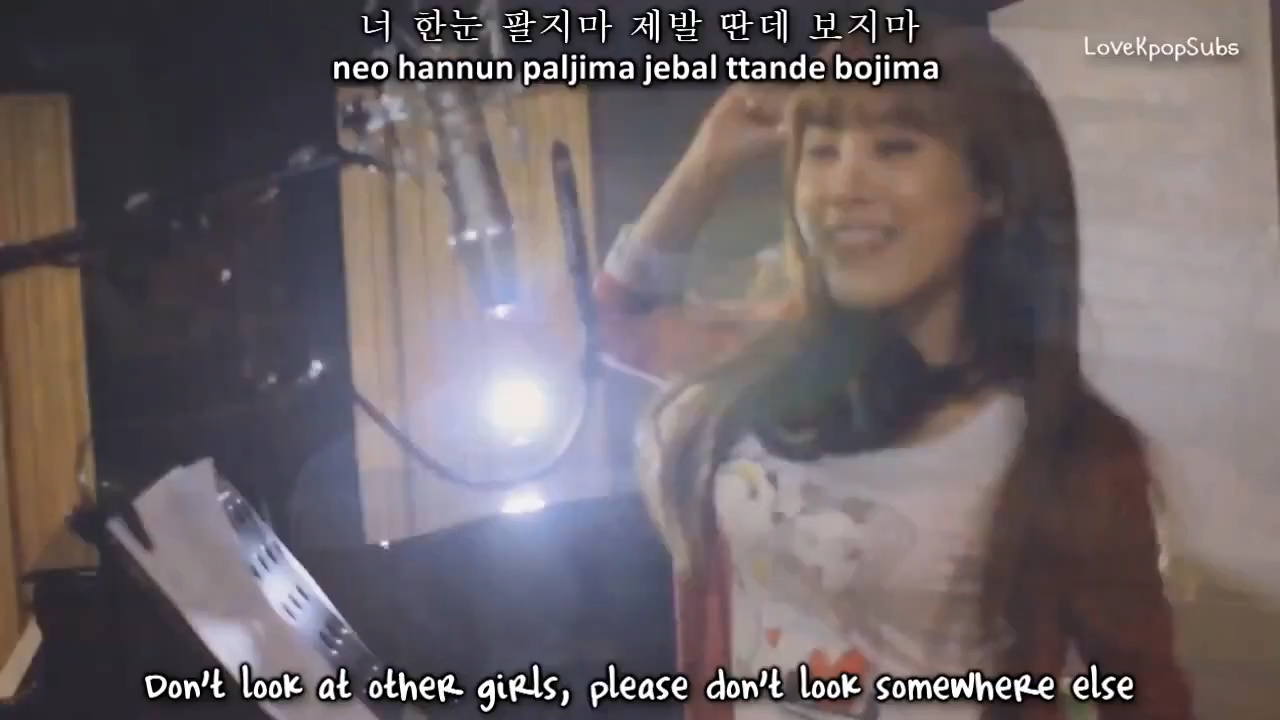 너 한눈 팔지마 제발 딴데 보지마
LoveKpopSubs
neo hannun paljima jebal ttande bojima
Don't look at other girls, please don't look somewhere else